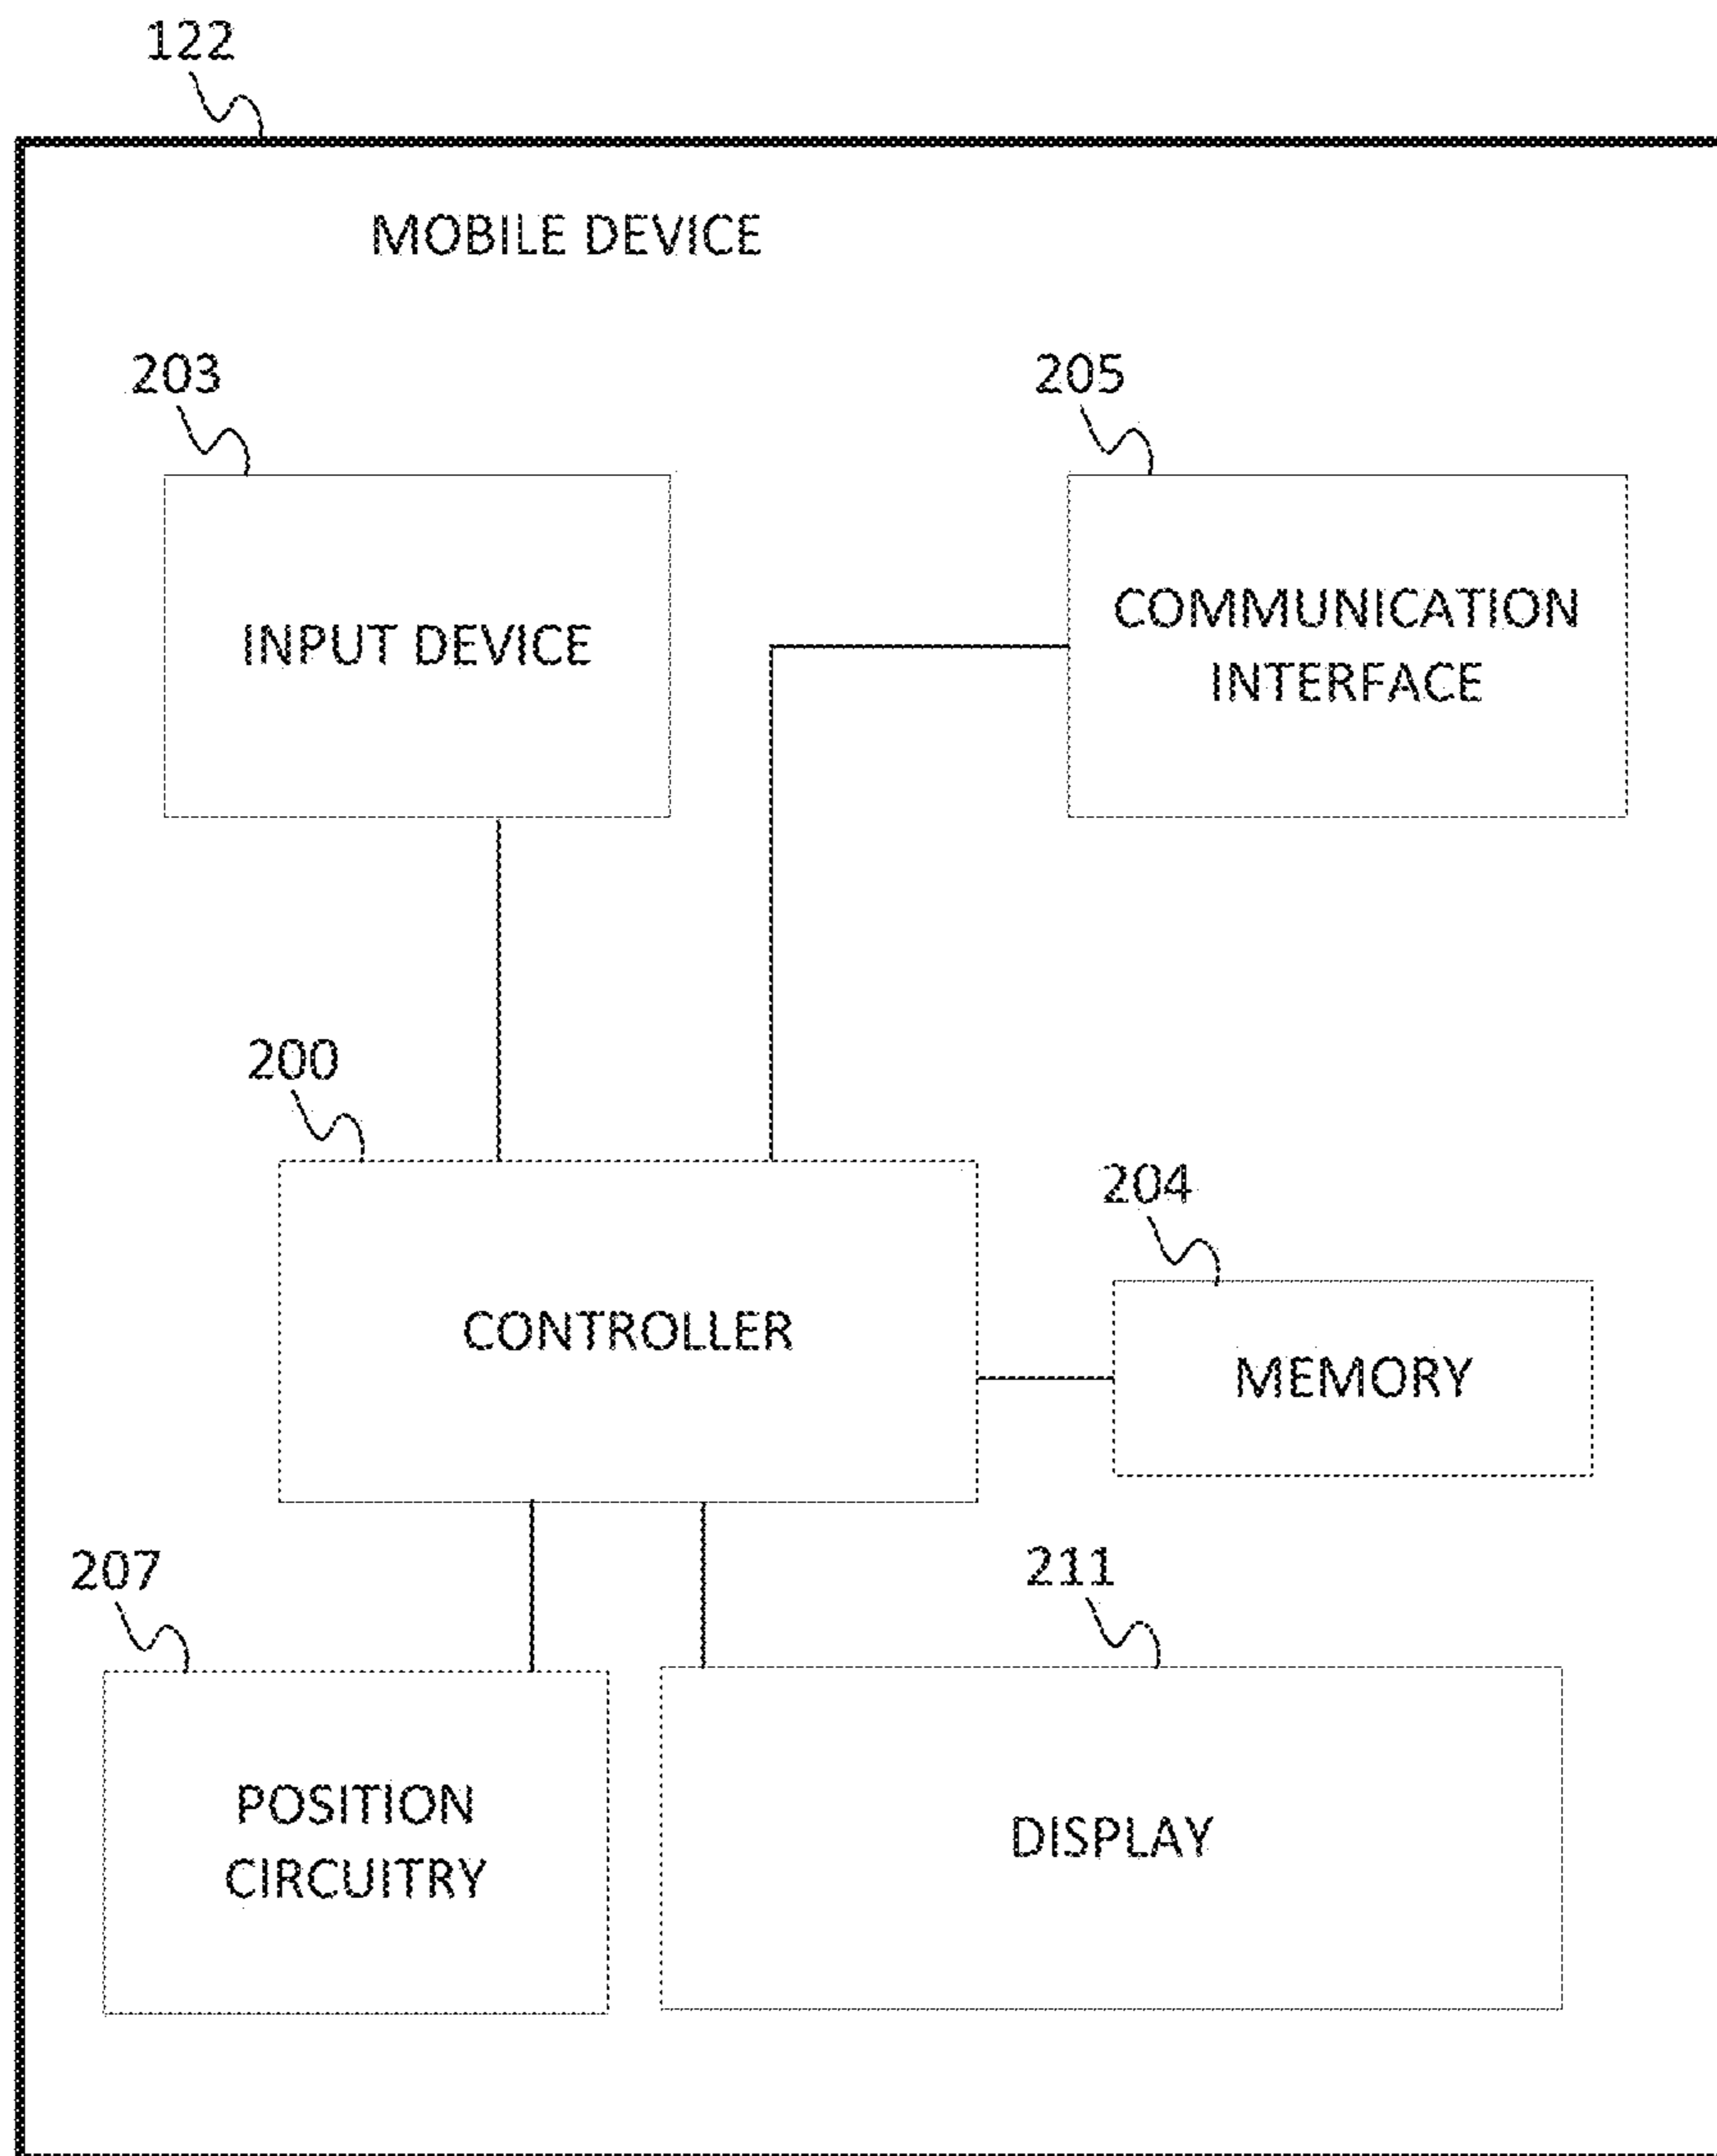 122
MOBILE DEVICE
203
205
INPUT DEVICE
COMMUNICATION
INTERFACE
200
204
CONTROLLER
MEMORY
207
211
POSITION
CIRCUITRY
DISPLAY